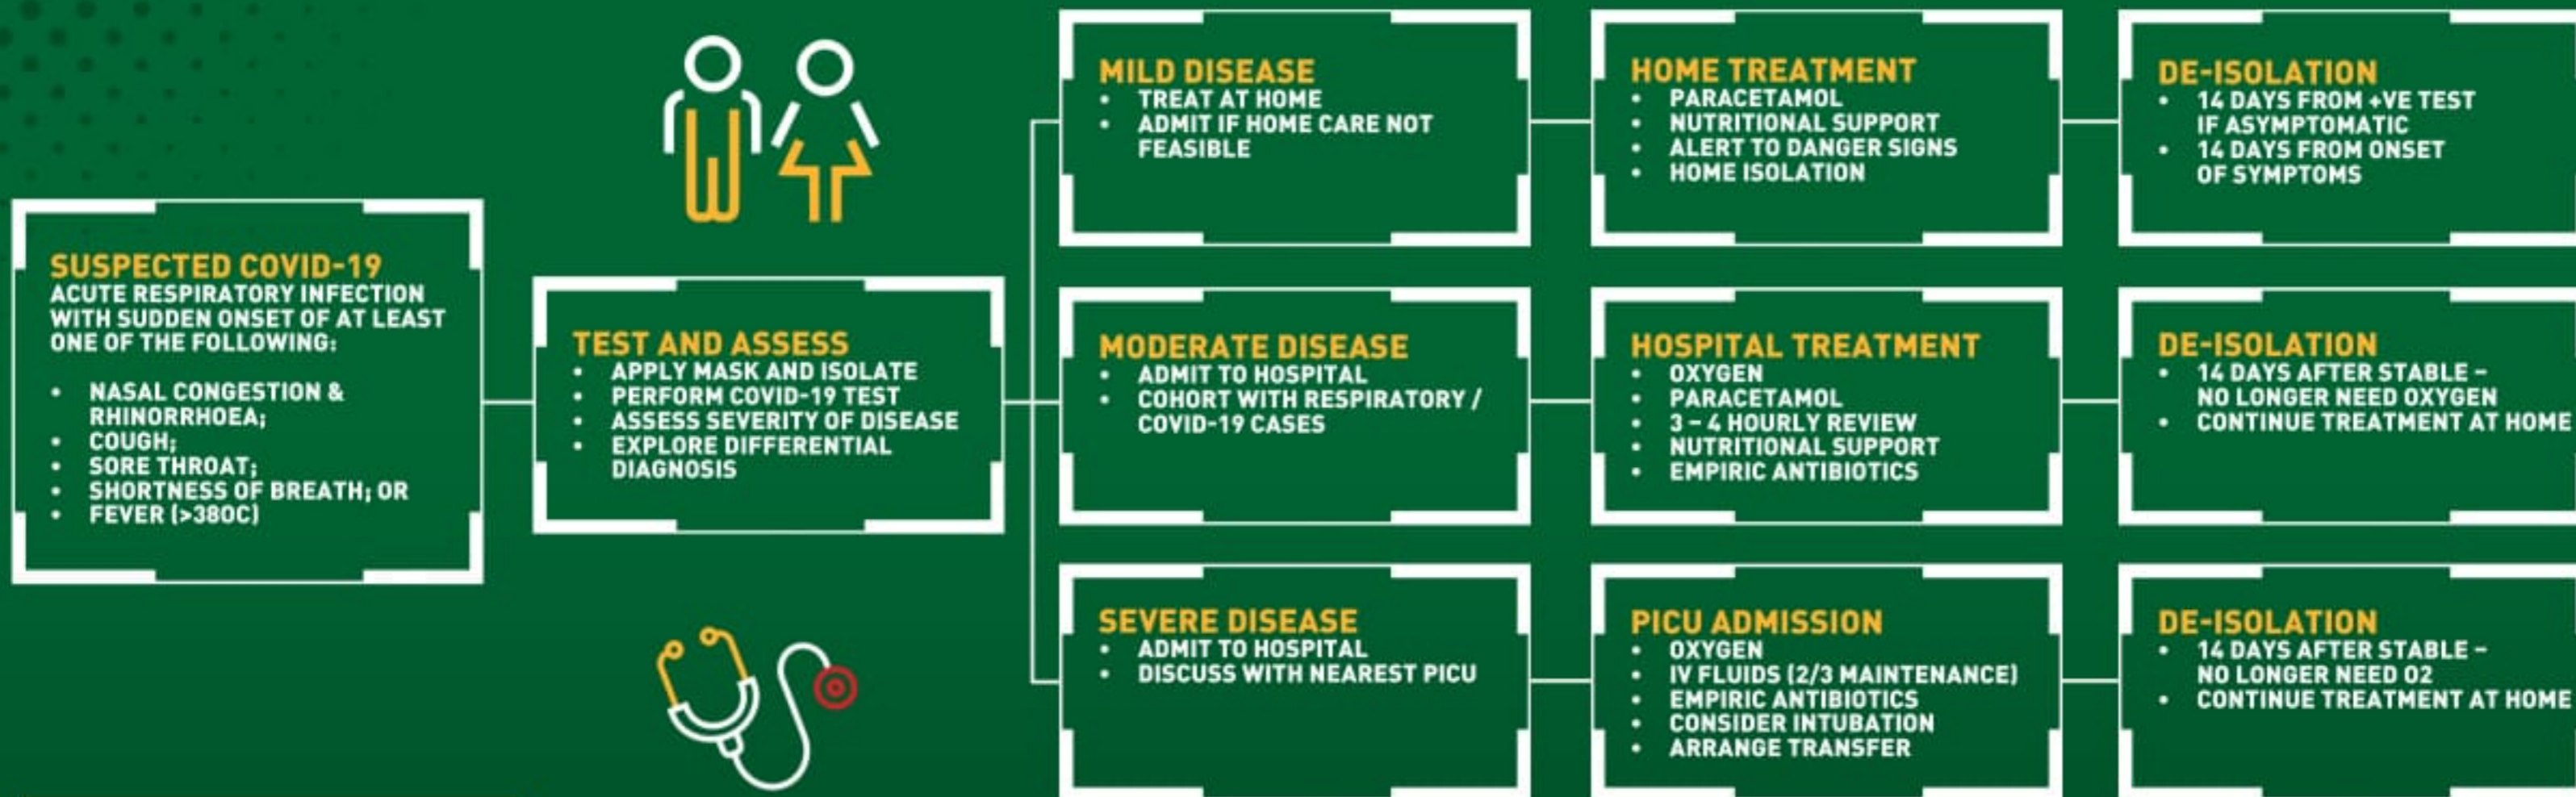 SUSPECTED COVID-19
ACUTE RESPIRATORY INFECTION
WITH SUDDEN ONSET OF AT LEAST
ONE OF THE FOLLOWING:
• NASAL CONGESTION &
RHINORRHOEA;
• COUGH;
• SORE THROAT;
• SHORTNESS OF BREATH; OR
• FEVER (>380C)
TEST AND ASSESS
• APPLY MASK AND ISOLATE
• PERFORM COVID-19 TEST
• ASSESS SEVERITY OF DISEASE
• EXPLORE DIFFERENTIAL
DIAGNOSIS
MILD DISEASE
• TREAT AT HOME
• ADMIT IF HOME CARE NOT
FEASIBLE
HOME TREATMENT
• PARACETAMOL
• NUTRITIONAL SUPPORT
• ALERT TO DANGER SIGNS
• HOME ISOLATION
DE-ISOLATION
• 14 DAYS FROM +VE TEST
IF ASYMPTOMATIC
• 14 DAYS FROM ONSET
OF SYMPTOMS
MODERATE DISEASE
• ADMIT TO HOSPITAL
• COHORT WITH RESPIRATORY /
COVID-19 CASES
HOSPITAL TREATMENT
• OXYGEN
• PARACETAMOL
• 3 – 4 HOURLY REVIEW
• NUTRITIONAL SUPPORT
• EMPIRIC ANTIBIOTICS
DE-ISOLATION
• 14 DAYS AFTER STABLE –
NO LONGER NEED OXYGEN
• CONTINUE TREATMENT AT HOME
SEVERE DISEASE
• ADMIT TO HOSPITAL
• DISCUSS WITH NEAREST PICU
PICU ADMISSION
• OXYGEN
• IV FLUIDS (2/3 MAINTENANCE)
• EMPIRIC ANTIBIOTICS
• CONSIDER INTUBATION
• ARRANGE TRANSFER
DE-ISOLATION
• 14 DAYS AFTER STABLE –
NO LONGER NEED O2
• CONTINUE TREATMENT AT HOME